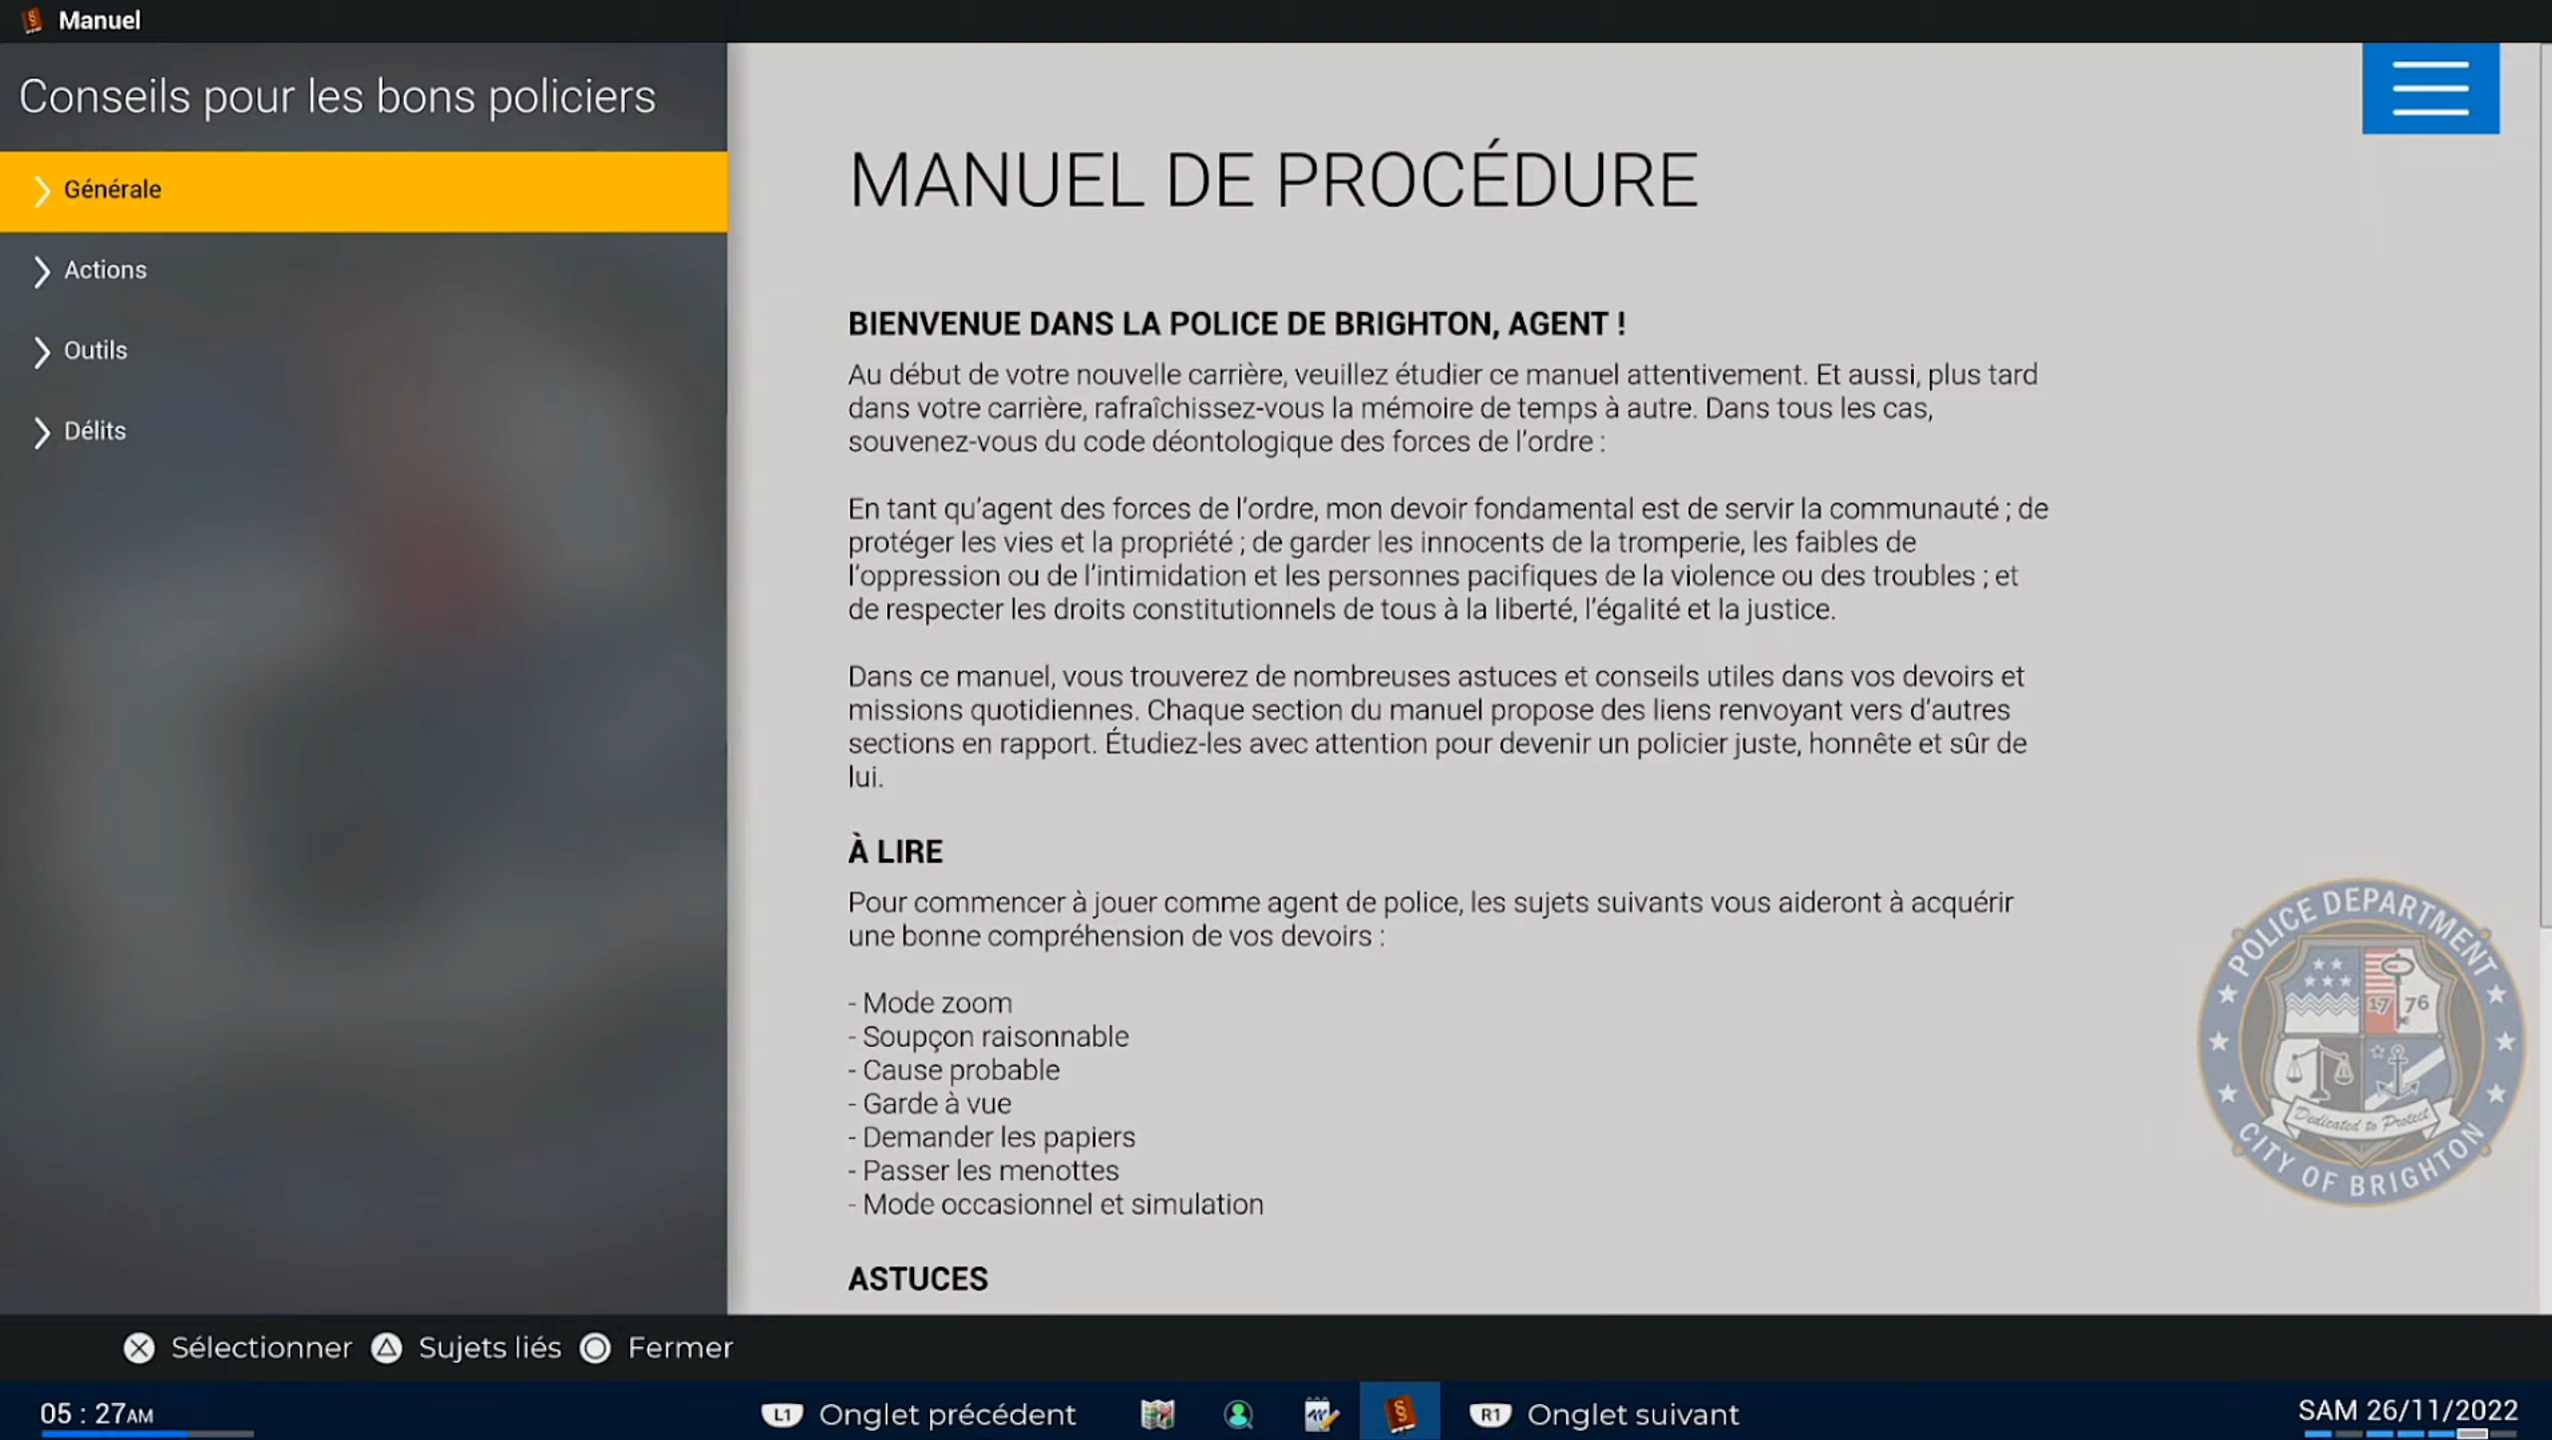 Manuel
Conseils pour les bons policiers
Générale
Actions
Outils
Délits
MANUEL DE PROCÉDURE
BIENVENUE DANS LA POLICE DE BRIGHTON, AGENT !
Au début de votre nouvelle carrière, veuillez étudier ce manuel attentivement. Et aussi, plus tard
dans votre carrière, rafraîchissez-vous la mémoire de temps à autre. Dans tous les cas,
souvenez-vous du code déontologique des forces de l’ordre :
En tant qu’agent des forces de l’ordre, mon devoir fondamental est de servir la communauté ; de
protéger les vies et la propriété ; de garder les innocents de la tromperie, les faibles de
l’oppression ou de l’intimidation et les personnes pacifiques de la violence ou des troubles ; et
de respecter les droits constitutionnels de tous à la liberté, l’égalité et la justice.
Dans ce manuel, vous trouverez de nombreuses astuces et conseils utiles dans vos devoirs et
missions quotidiennes. Chaque section du manuel propose des liens renvoyant vers d’autres
sections en rapport. Étudiez-les avec attention pour devenir un policier juste, honnête et sûr de
lui.
À LIRE
Pour commencer à jouer comme agent de police, les sujets suivants vous aideront à acquérir
une bonne compréhension de vos devoirs :
- Mode zoom
- Soupçon raisonnable
- Cause probable
- Garde à vue
- Demander les papiers
- Passer les menottes
- Mode occasionnel et simulation
ASTUCES
POLICE DEPARTMENT
17 76
Dedicated to Protect
CITY OF BRIGHTON
Sélectionner Sujets liés Fermer
05 : 27AM
L1 Onglet précédent § R1 Onglet suivant
SAM 26/11/2022